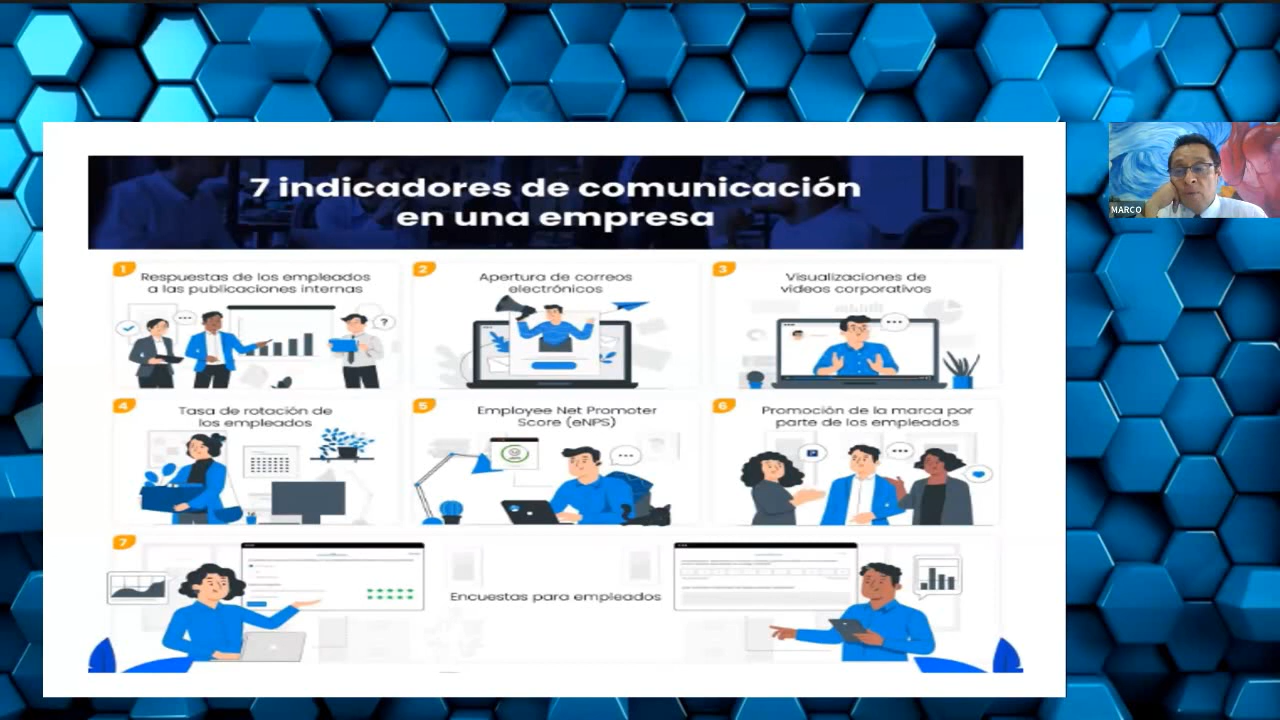 7 indicadores de comunicación
en una empresa
1
Respuestas de los empleados
a las publicaciones internas
2
Apertura de correos
electrónicos
3
Visualizaciones de
vídeos corporativos
4
Tasa de rotación de
los empleados
5
Employee Net Promoter
Score (eNPS)
6
Promoción de la marca por
parte de los empleados
7
Encuestas para empleados
MARCO
?